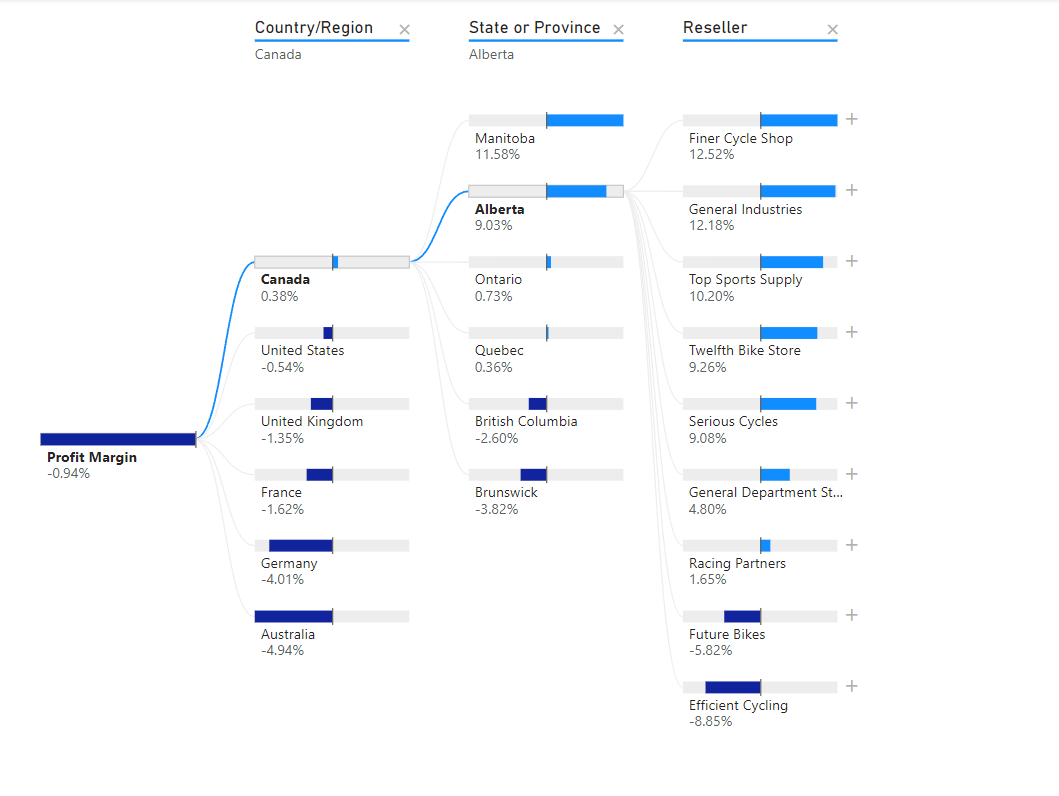 Country/Region
Canada
State or Province
Alberta
Reseller
Profit Margin
-0.94%
Canada
0.38%
United States
-0.54%
United Kingdom
-1.35%
France
-1.62%
Germany
-4.01%
Australia
-4.94%
Manitoba
11.58%
Alberta
9.03%
Ontario
0.73%
Quebec
0.36%
British Columbia
-2.60%
Brunswick
-3.82%
Finer Cycle Shop
12.52%
General Industries
12.18%
Top Sports Supply
10.20%
Twelfth Bike Store
9.26%
Serious Cycles
9.08%
General Department St...
4.80%
Racing Partners
1.65%
Future Bikes
-5.82%
Efficient Cycling
-8.85%